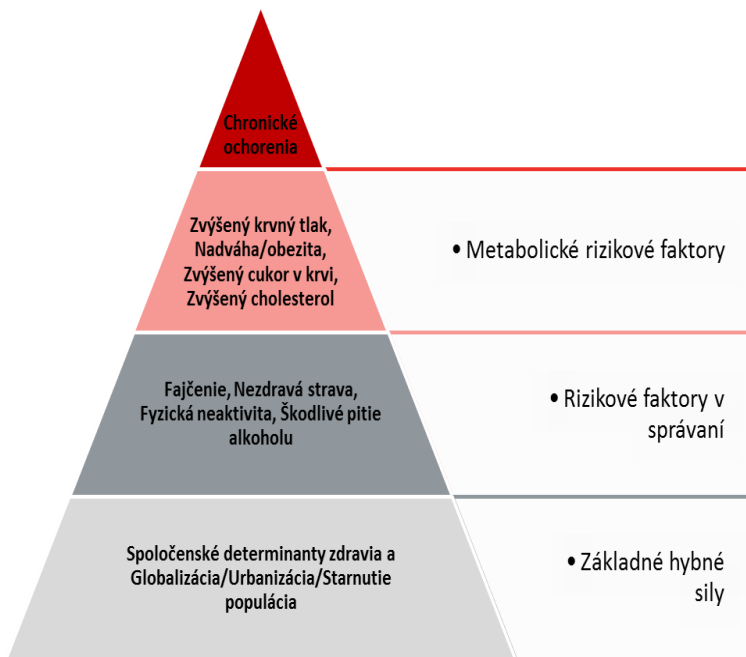 Chronické
ochorenia
Zvýšený krvný tlak,
Nadváha/obezita,
Zvýšený cukor v krvi,
Zvýšený cholesterol
• Metabolické rizikové faktory
Fajčenie, Nezdravá strava,
Fyzická neaktivita, Škodlivé pitie
alkoholu
• Rizikové faktory v
správaní
Spoločenské determinanty zdravia a
Globalizácia/Urbanizácia/Starnutie
populácia
• Základné hybné
sily